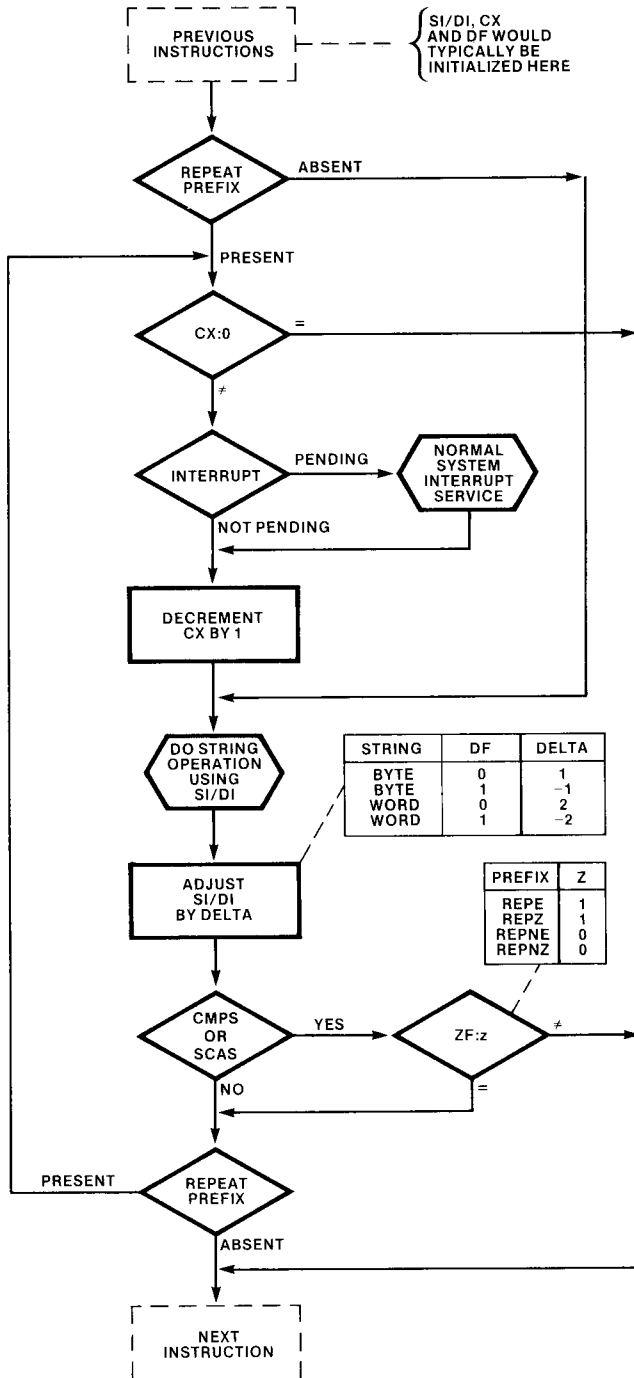 PREVIOUS
INSTRUCTIONS
SI/DI, CX
AND DF WOULD
TYPICALLY BE
INITIALIZED HERE
REPEAT
PREFIX
ABSENT
PRESENT
CX:0
=
≠
INTERRUPT
PENDING
NORMAL
SYSTEM
INTERRUPT
SERVICE
NOT PENDING
DECREMENT
CX BY 1
DO STRING
OPERATION
USING
SI/DI
STRING DF DELTA
BYTE 0 1
BYTE 1 −1
WORD 0 2
WORD 1 −2
ADJUST
SI/DI
BY DELTA
PREFIX Z
REPE 1
REPZ 1
REPNE 0
REPNZ 0
CMPS
OR
SCAS
YES
ZF:z
≠
NO
=
REPEAT
PREFIX
PRESENT
ABSENT
NEXT
INSTRUCTION